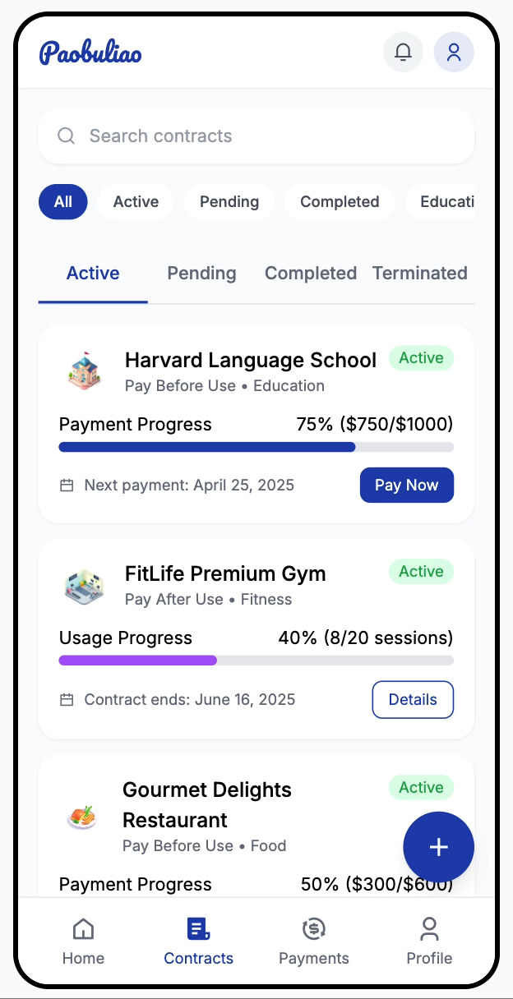 Paobuliao
Search contracts
All Active Pending Completed Educati
Active Pending Completed Terminated
Harvard Language School Active
Pay Before Use • Education
Payment Progress 75% ($750/$1000)
Next payment: April 25, 2025 Pay Now
FitLife Premium Gym Active
Pay After Use • Fitness
Usage Progress 40% (8/20 sessions)
Contract ends: June 16, 2025 Details
Gourmet Delights Active
Restaurant
Pay Before Use • Food
Payment Progress 50% ($300/$600)
Home Contracts Payments Profile